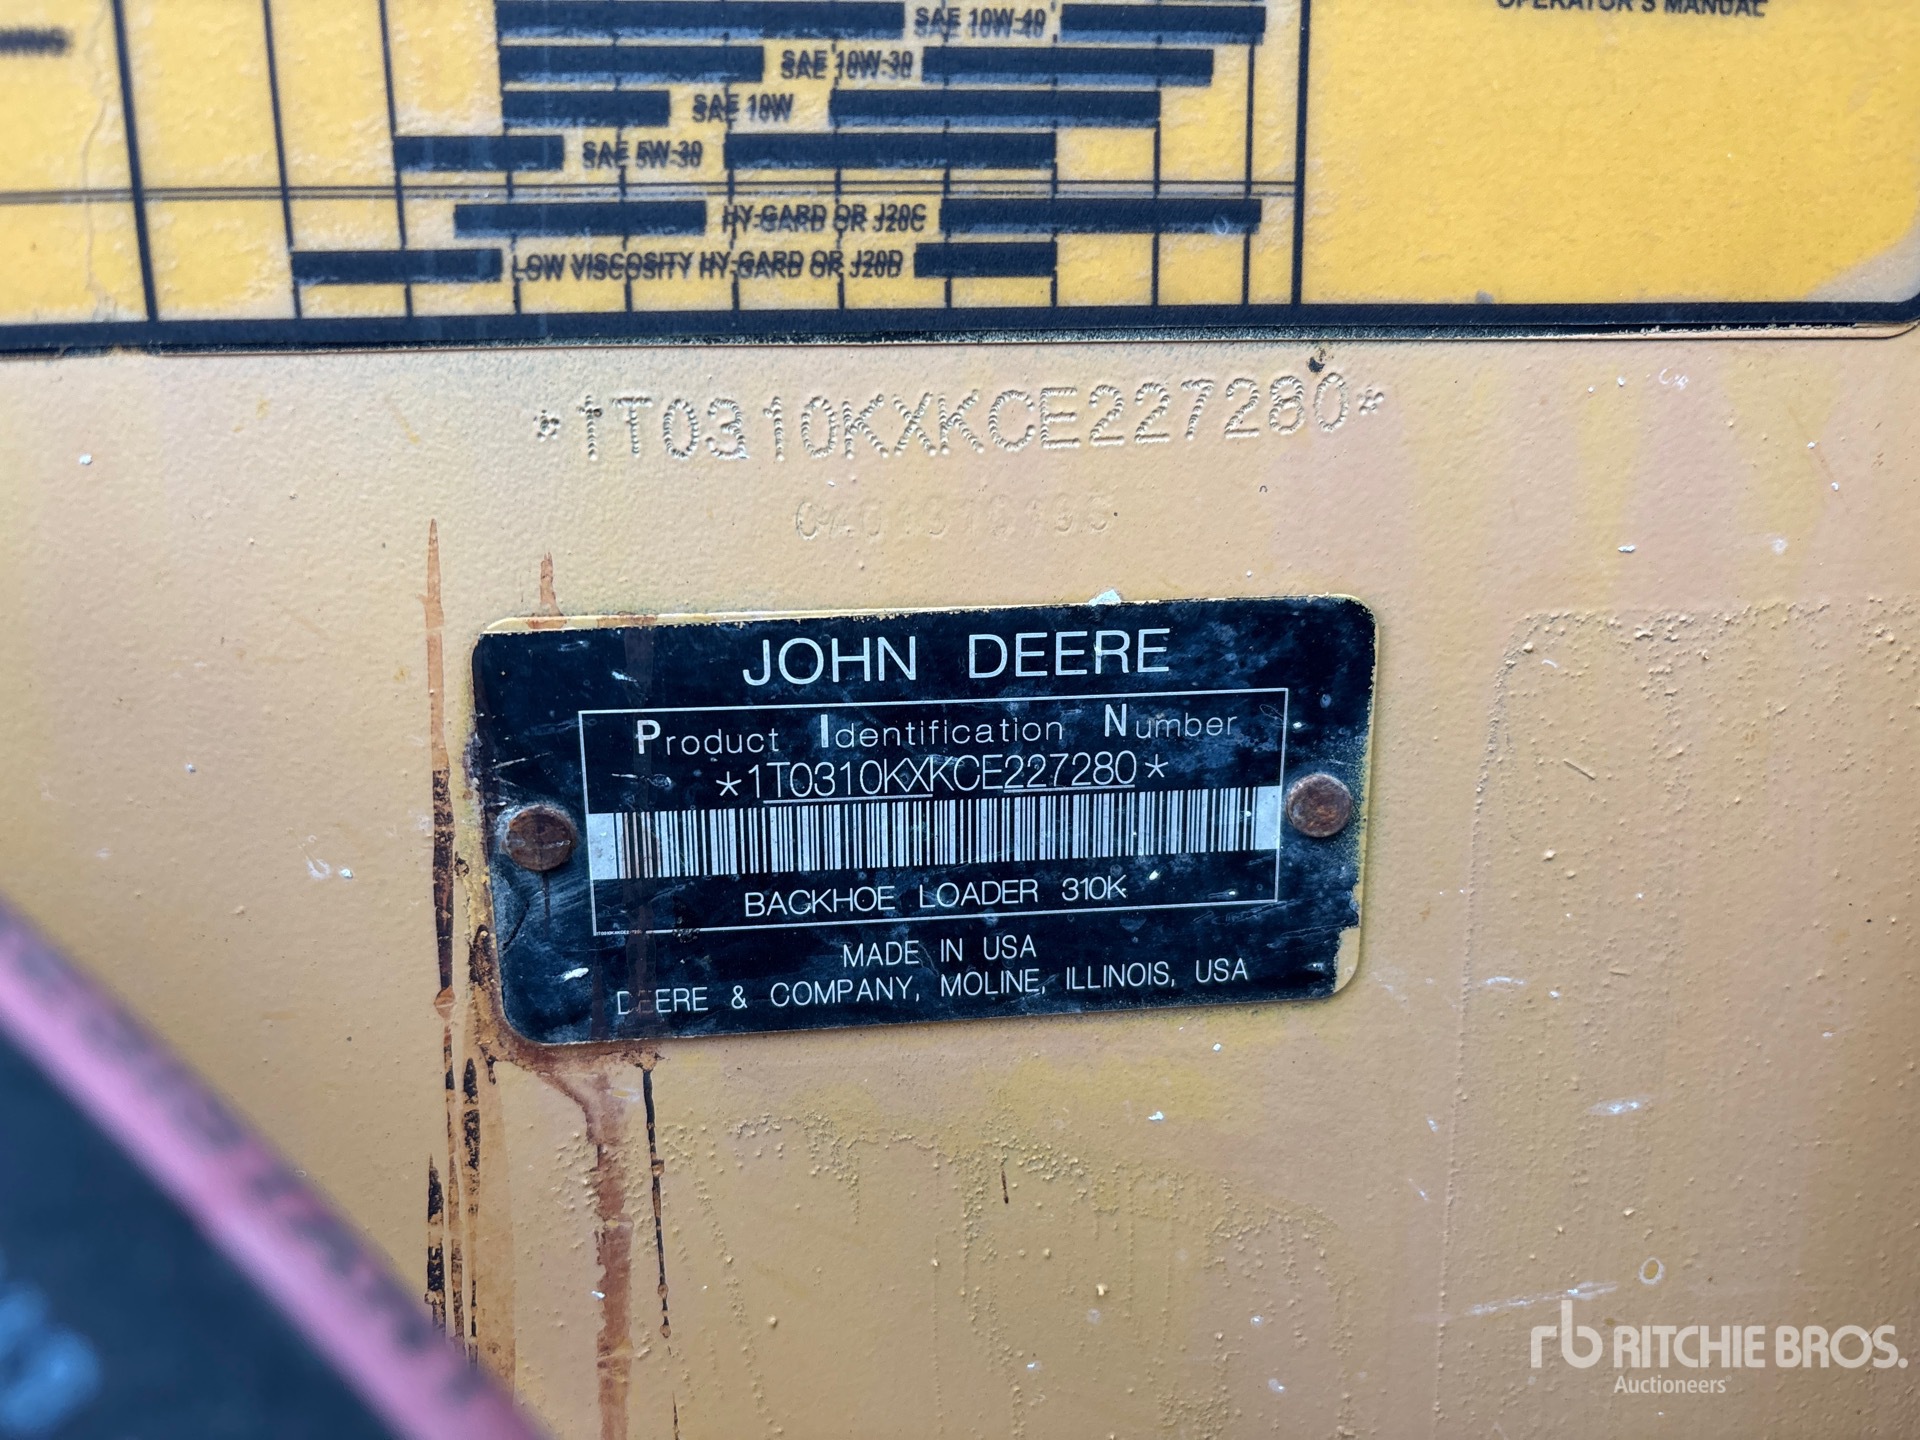 OPERATOR'S MANUAL
SAE 10W-40
SAE 10W-30
SAE 10W
SAE 5W-30
HY-GARD OR J20C
LOW VISCOSITY HY-GARD OR J20D
*1T0310KXKCE227280*
JOHN DEERE
Product Identification Number
*1T0310KXKCE227280*
BACKHOE LOADER 310K
MADE IN USA
DEERE & COMPANY, MOLINE, ILLINOIS, USA
rb RITCHIE BROS.
Auctioneers